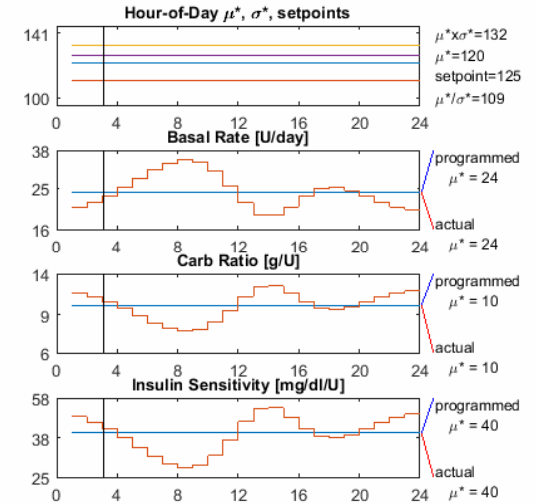 Hour-of-Day μ*, σ*, setpoints
141
100
0 4 8 12 16 20 24
μ*xσ*=132
μ*=120
setpoint=125
μ*/σ*=109
Basal Rate [U/day]
38
25
16
0 4 8 12 16 20 24
programmed
μ* = 24
actual
μ* = 24
Carb Ratio [g/U]
14
9
6
0 4 8 12 16 20 24
programmed
μ* = 10
actual
μ* = 10
Insulin Sensitivity [mg/dl/U]
58
38
25
0 4 8 12 16 20 24
programmed
μ* = 40
actual
μ* = 40